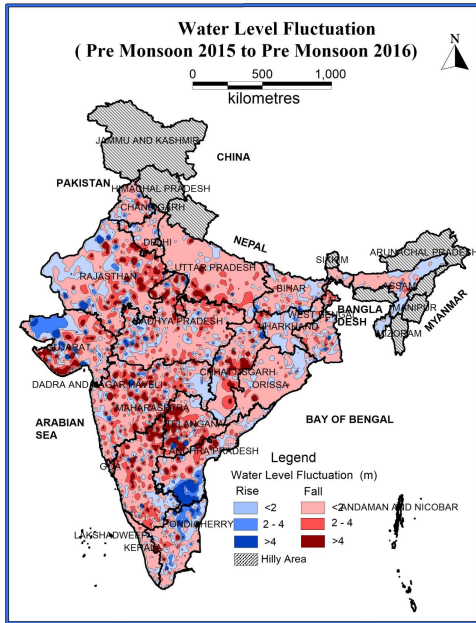 Water Level Fluctuation
( Pre Monsoon 2015 to Pre Monsoon 2016)
N
0 500 1,000
kilometres
JAMMU AND KASHMIR
CHINA
PAKISTAN
HIMACHAL PRADESH
CHANDIGARH
DELHI
NEPAL
SIKKIM
ARUNACHAL PRADESH
RAJASTHAN
UTTAR PRADESH
BIHAR
ASSAM
BANGLA
DESH
MANIPUR
MYANMAR
MIZORAM
WEST BENGAL
JHARKHAND
MADHYA PRADESH
GUJARAT
CHHATTISGARH
ORISSA
DADRA AND NAGAR HAVELI
MAHARASHTRA
ARABIAN
SEA
TELANGANA
BAY OF BENGAL
ANDHRA PRADESH
GOA
Legend
Water Level Fluctuation (m)
Rise Fall
<2 <2
2 - 4 2 - 4
>4 >4
Hilly Area
ANDAMAN AND NICOBAR
PONDICHERRY
LAKSHADWEEP
KERALA